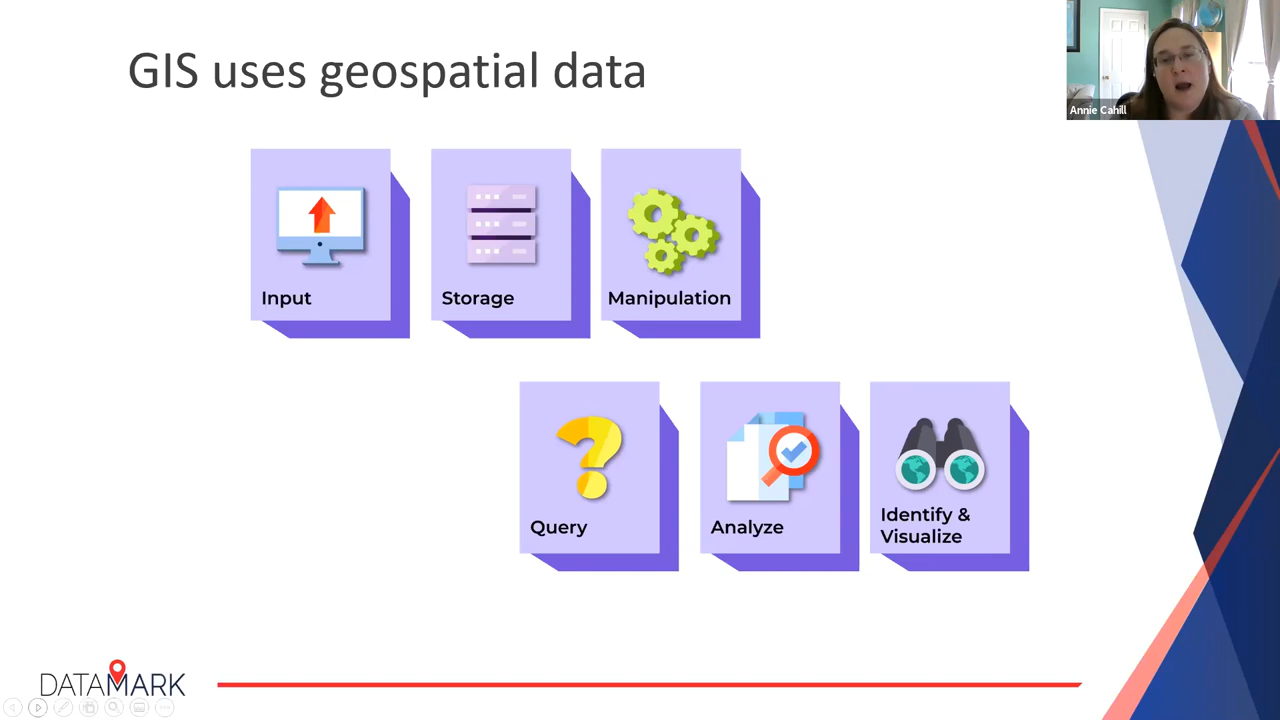 GIS uses geospatial data
Annie Cahill
Input
Storage
Manipulation
Query
Analyze
Identify &
Visualize
DATAMARK